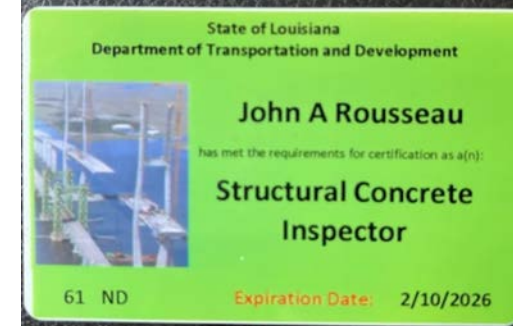 State of Louisiana
Department of Transportation and Development
John A Rousseau
has met the requirements for certification as a(n):
Structural Concrete
Inspector
61 ND
Expiration Date: 2/10/2026